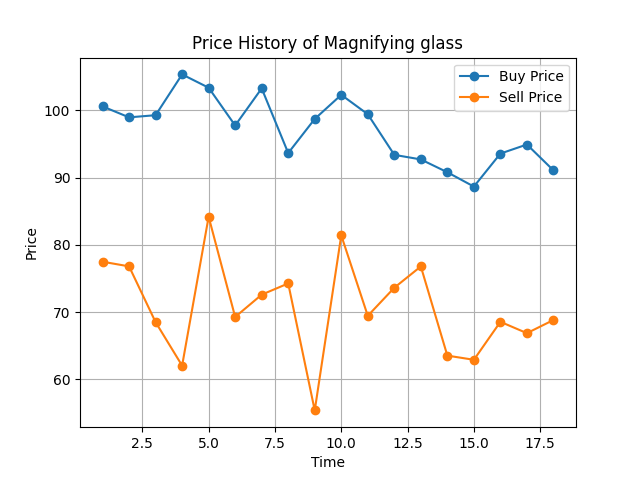 Price History of Magnifying glass
Buy Price
Sell Price
100
90
80
70
60
Price
2.5 5.0 7.5 10.0 12.5 15.0 17.5
Time